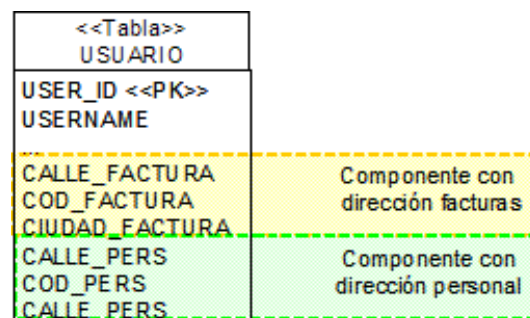 <<Tabla>>
USUARIO
USER_ID <<PK>>
USERNAME
...
CALLE_FACTURA
COD_FACTURA
CIUDAD_FACTURA
Componente con
dirección facturas
CALLE_PERS
COD_PERS
CALLE_PERS
Componente con
dirección personal